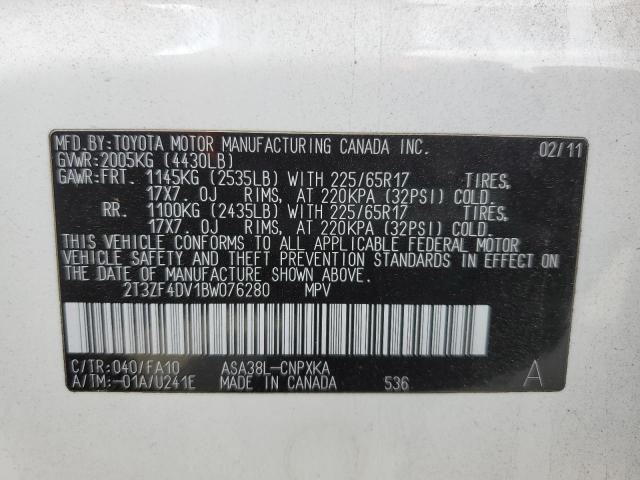 MFD.BY:TOYOTA MOTOR MANUFACTURING CANADA INC. 02/11
GVWR:2005KG (4430LB)
GAWR:FRT. 1145KG (2535LB) WITH 225/65R17 TIRES,
17X7.0J RIMS, AT 220KPA (32PSI) COLD.
RR. 1100KG (2435LB) WITH 225/65R17 TIRES,
17X7.0J RIMS, AT 220KPA (32PSI) COLD.
THIS VEHICLE CONFORMS TO ALL APPLICABLE FEDERAL MOTOR
VEHICLE SAFETY AND THEFT PREVENTION STANDARDS IN EFFECT ON
THE DATE OF MANUFACTURE SHOWN ABOVE.
2T3ZF4DV1BW076280 MPV
C/TR:040/FA10 ASA38L-CNPXKA
A/TM:-01A/U241E MADE IN CANADA 536 A